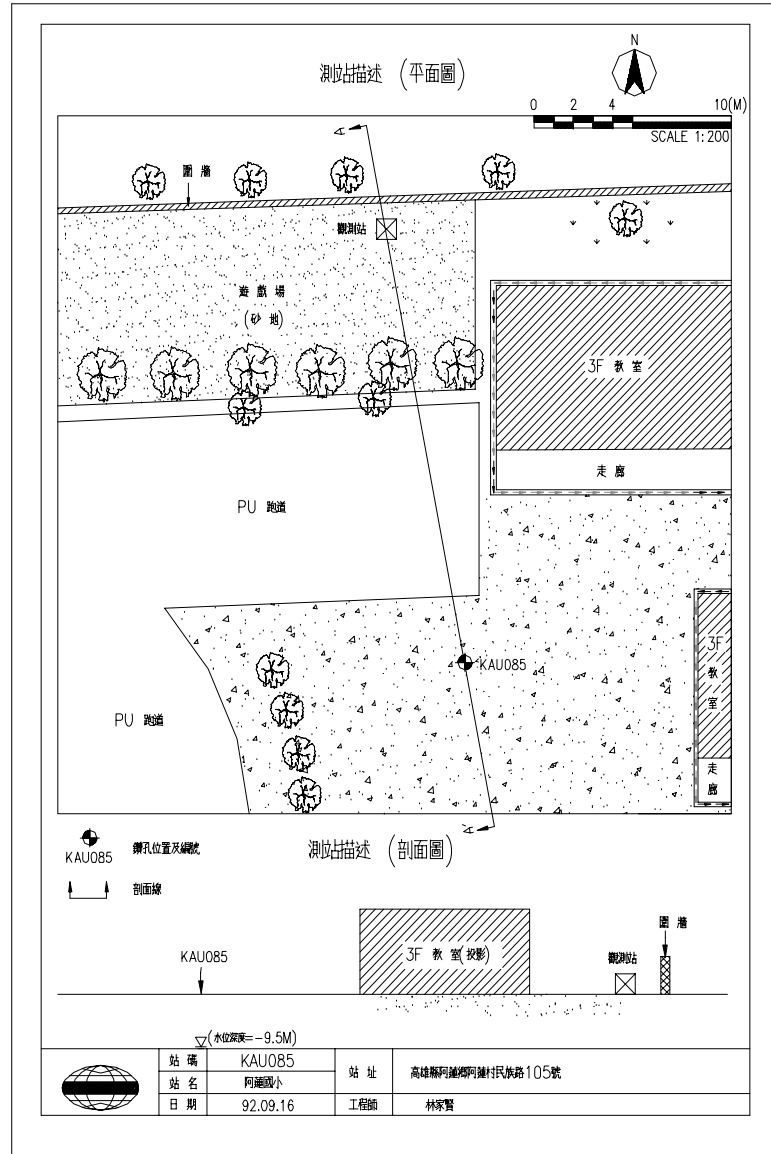 測站描述 (平面圖)
N
0 2 4 10(M)
SCALE 1:200
A
圍牆
觀測站
遊戲場
(砂地)
3F 教室
走廊
PU 跑道
KAU085
3F
教
室
PU 跑道
走
廊
A'
KAU085
鑽孔位置及編號
測站描述 (剖面圖)
剖面線
圍牆
KAU085
3F 教室(投影)
觀測站
(水位深度=-9.5M)
站碼 KAU085
站址 高雄縣阿蓮鄉阿蓮村民族路105號
站名 阿蓮國小
日期 92.09.16
工程師 林家賢